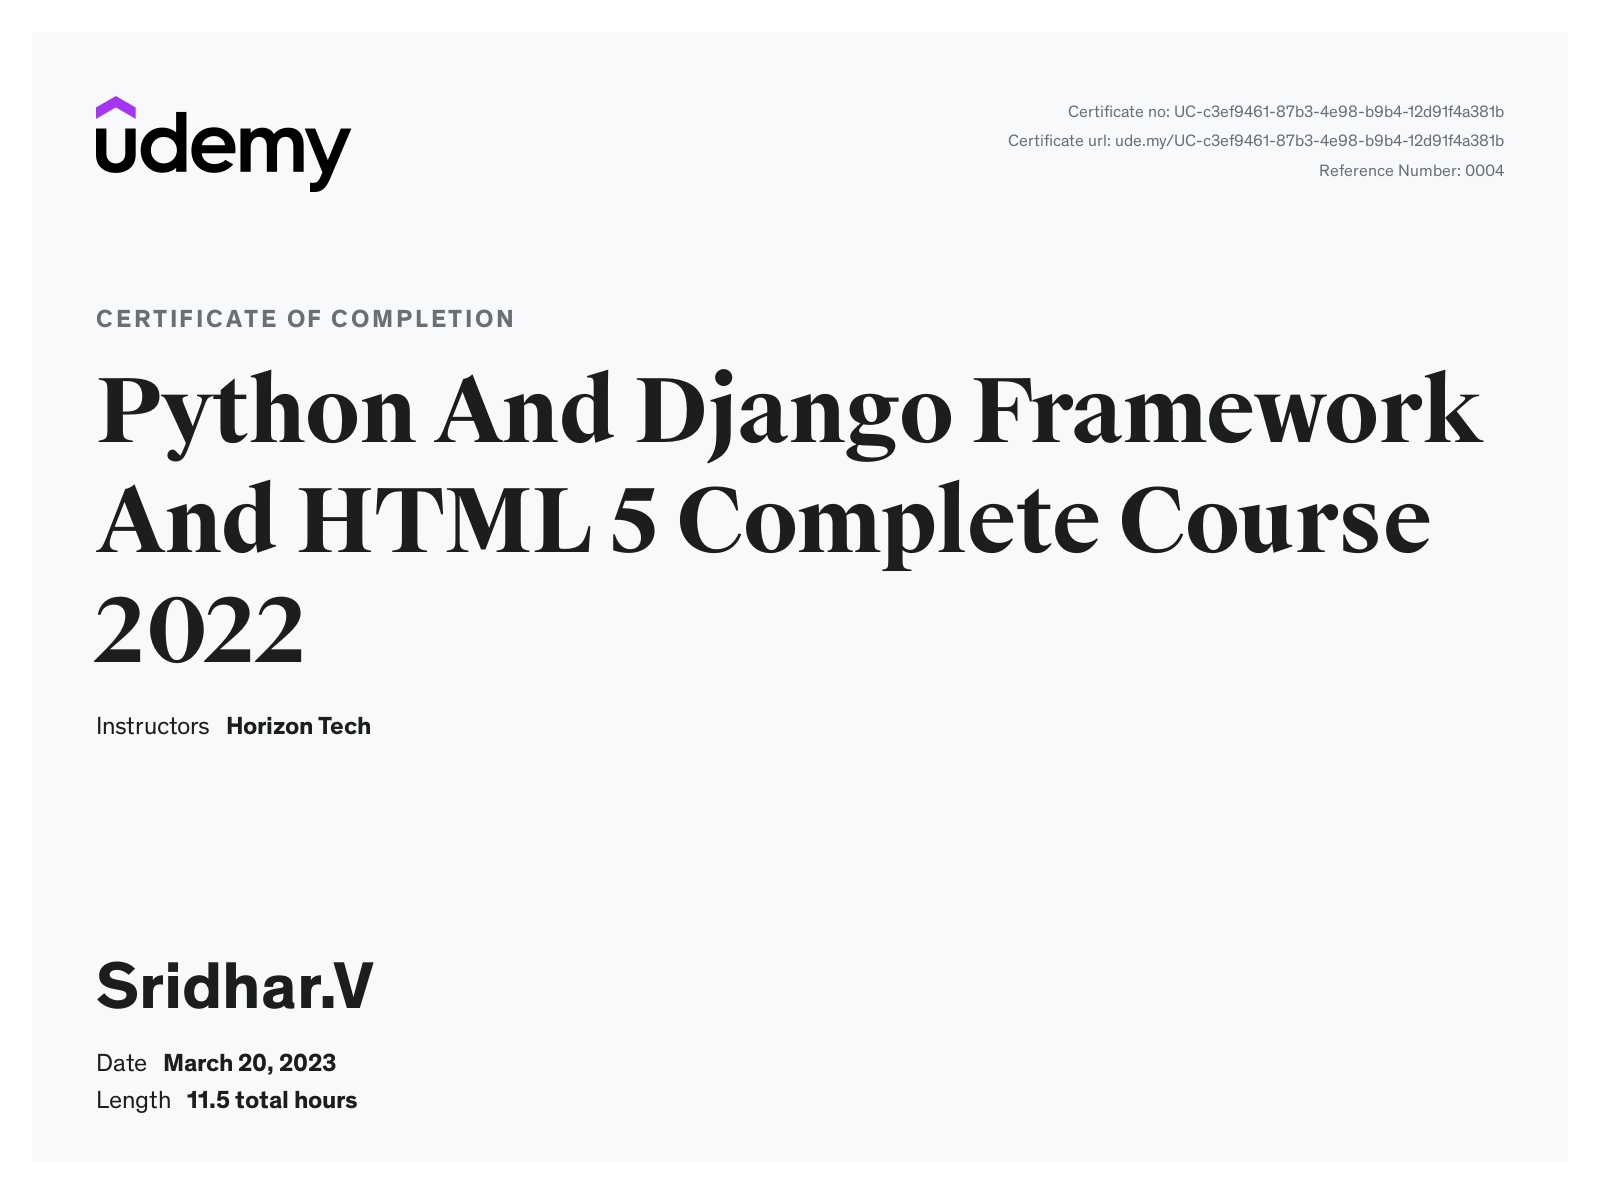 udemy
Certificate no: UC-c3ef9461-87b3-4e98-b9b4-12d91f4a381b
Certificate url: ude.my/UC-c3ef9461-87b3-4e98-b9b4-12d91f4a381b
Reference Number: 0004
CERTIFICATE OF COMPLETION
Python And Django Framework
And HTML 5 Complete Course
2022
Instructors Horizon Tech
Sridhar.V
Date March 20, 2023
Length 11.5 total hours